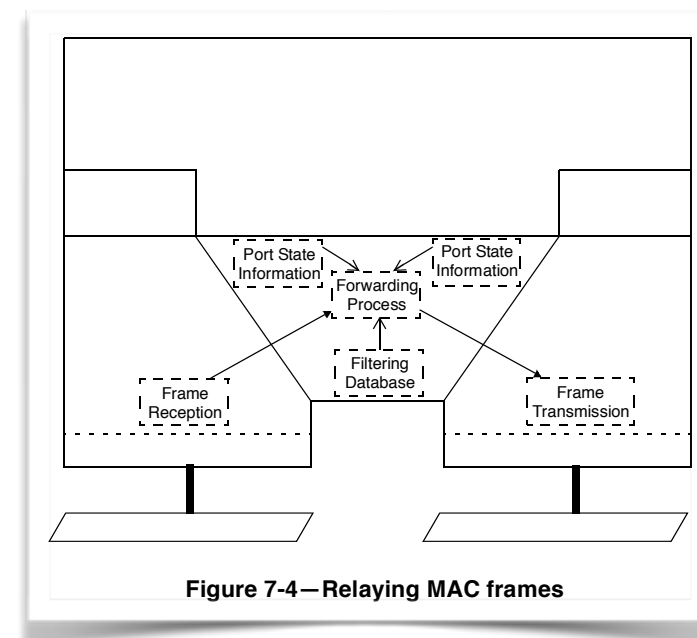 Port State
Information
Port State
Information
Forwarding
Process
Filtering
Database
Frame
Reception
Frame
Transmission
Figure 7-4—Relaying MAC frames